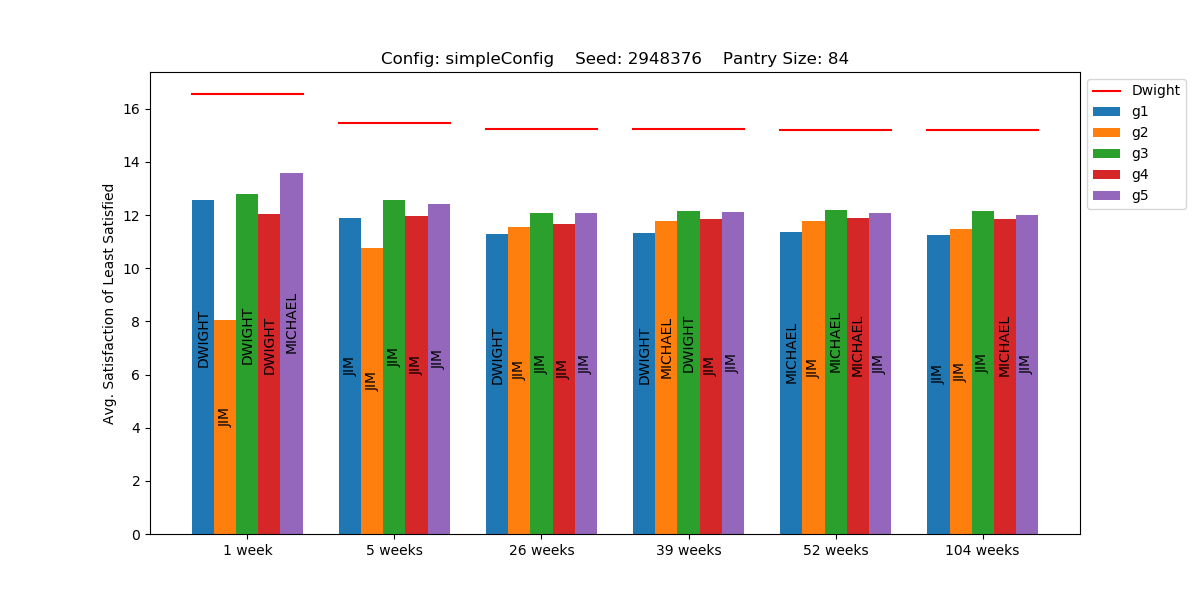 Config: simpleConfig    Seed: 2948376    Pantry Size: 84
Avg. Satisfaction of Least Satisfied
16
14
12
10
8
6
4
2
0
DWIGHT
JIM
DWIGHT
DWIGHT
MICHAEL
JIM
JIM
JIM
JIM
JIM
DWIGHT
JIM
JIM
JIM
JIM
DWIGHT
MICHAEL
DWIGHT
JIM
JIM
MICHAEL
JIM
MICHAEL
MICHAEL
JIM
JIM
JIM
JIM
MICHAEL
JIM
1 week
5 weeks
26 weeks
39 weeks
52 weeks
104 weeks
Dwight
g1
g2
g3
g4
g5